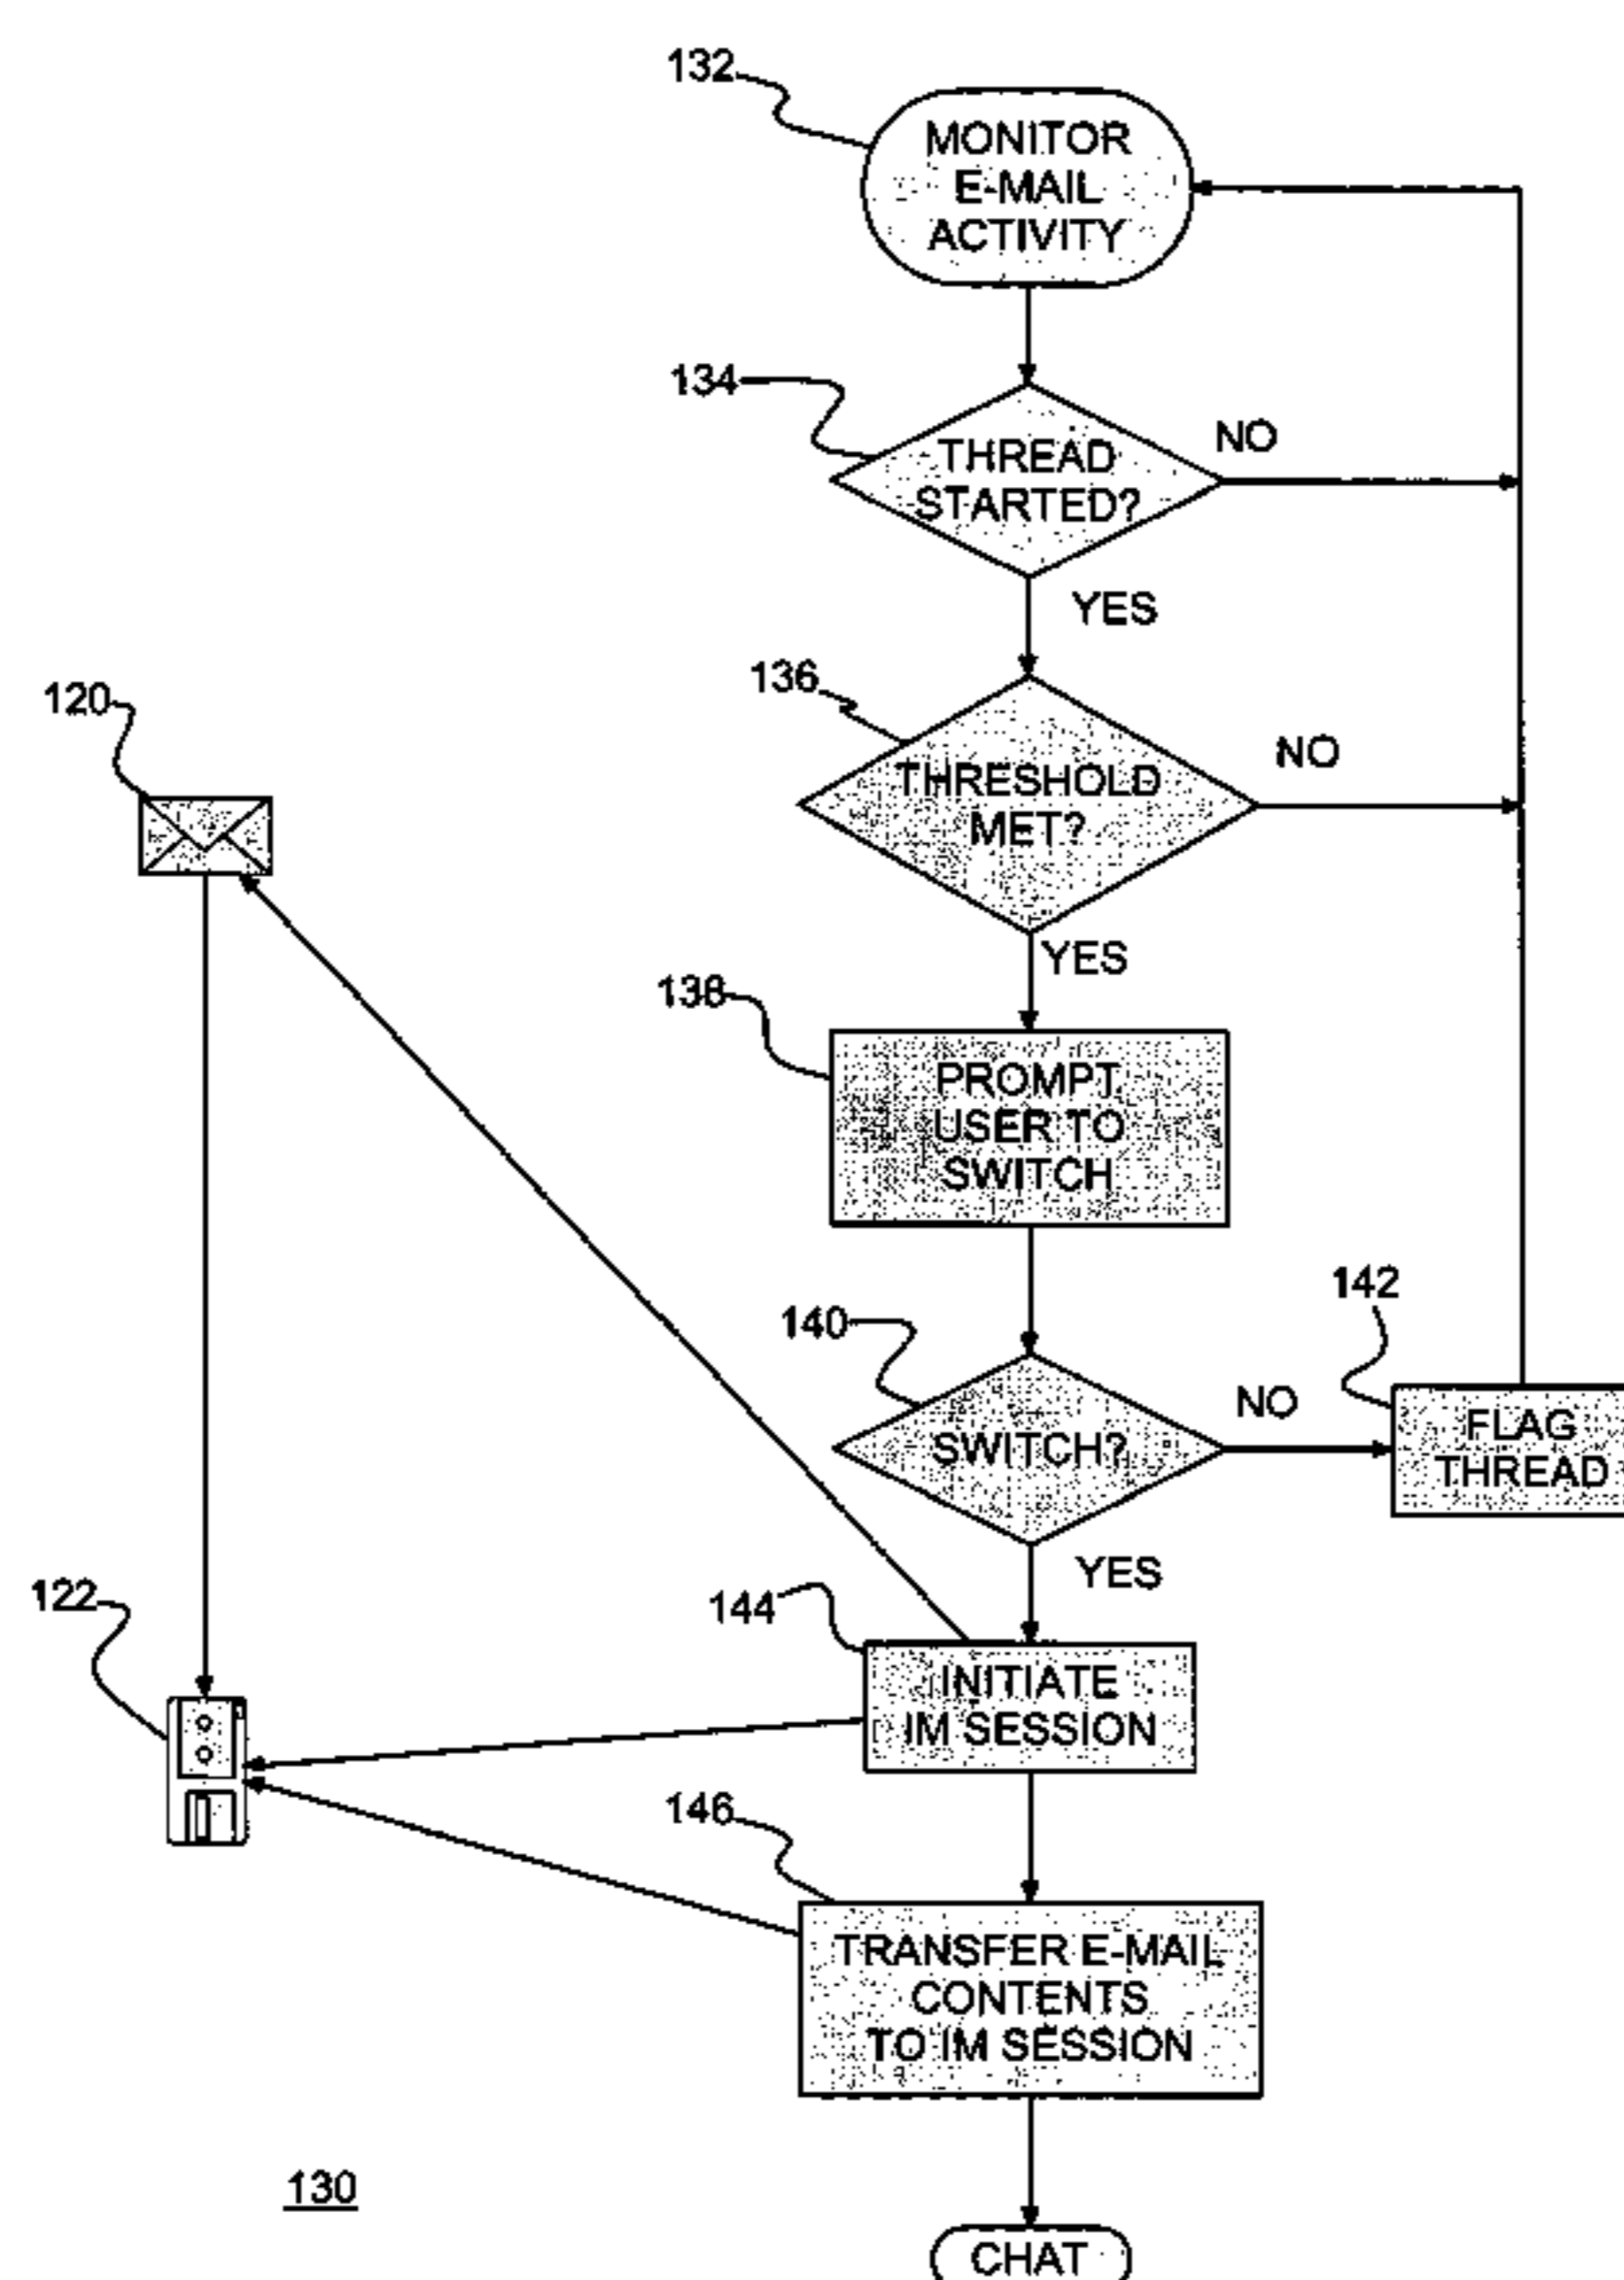 132
MONITOR
E-MAIL
ACTIVITY
134
THREAD
STARTED?
NO
YES
136
THRESHOLD
MET?
NO
120
YES
138
PROMPT
USER TO
SWITCH
142
140
SWITCH?
NO
FLAG
THREAD
YES
122
144
INITIATE
IM SESSION
146
TRANSFER E-MAIL
CONTENTS
TO IM SESSION
130
CHAT